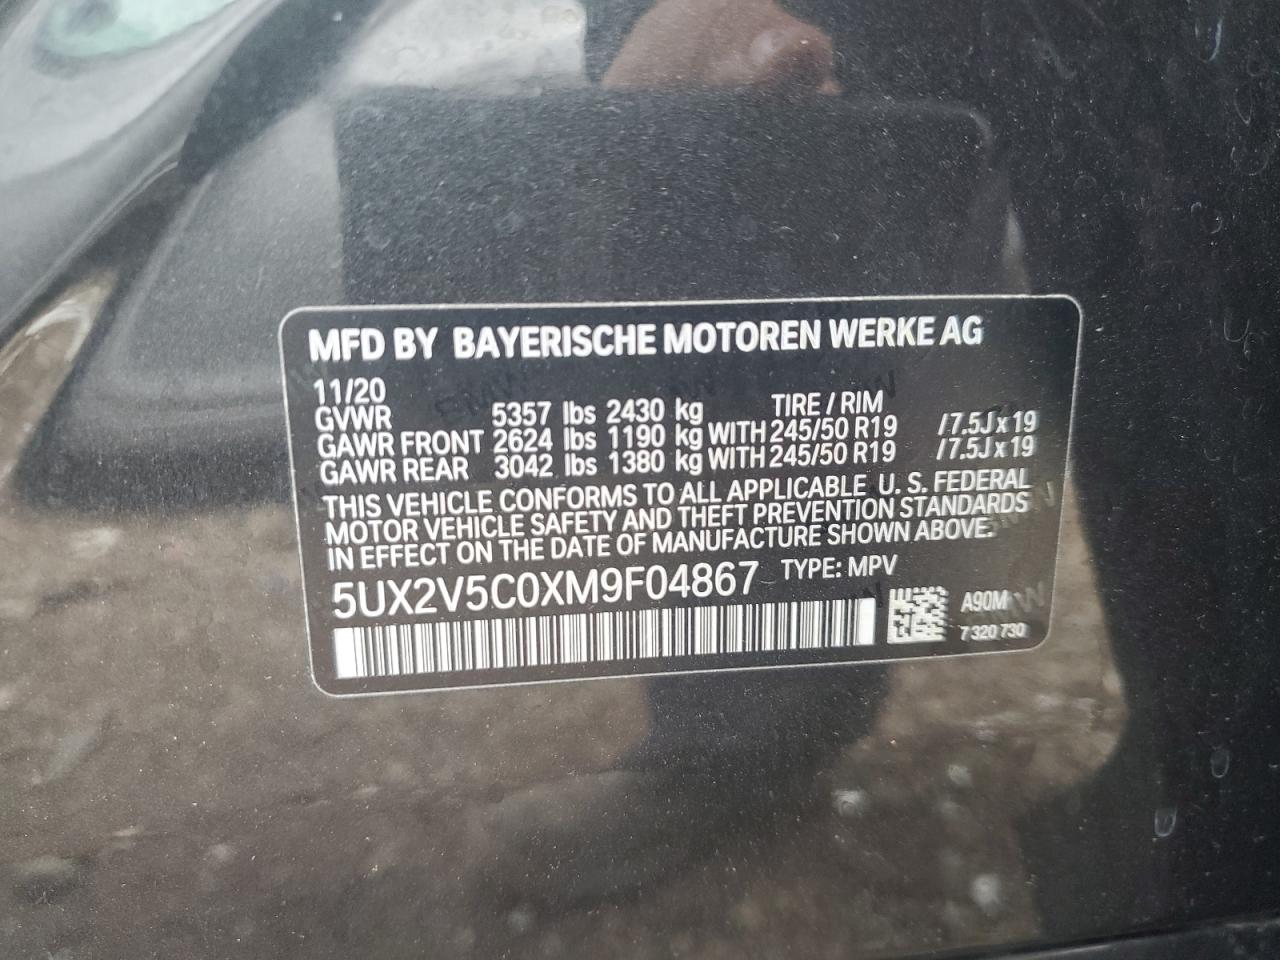 MFD BY BAYERISCHE MOTOREN WERKE AG
11/20 TIRE / RIM
GVWR 5357 lbs 2430 kg
GAWR FRONT 2624 lbs 1190 kg WITH 245/50 R19 /7.5J x 19
GAWR REAR 3042 lbs 1380 kg WITH 245/50 R19 /7.5J x 19
THIS VEHICLE CONFORMS TO ALL APPLICABLE U. S. FEDERAL
MOTOR VEHICLE SAFETY AND THEFT PREVENTION STANDARDS
IN EFFECT ON THE DATE OF MANUFACTURE SHOWN ABOVE.
5UX2V5C0XM9F04867 TYPE: MPV
A90M
7 320 730